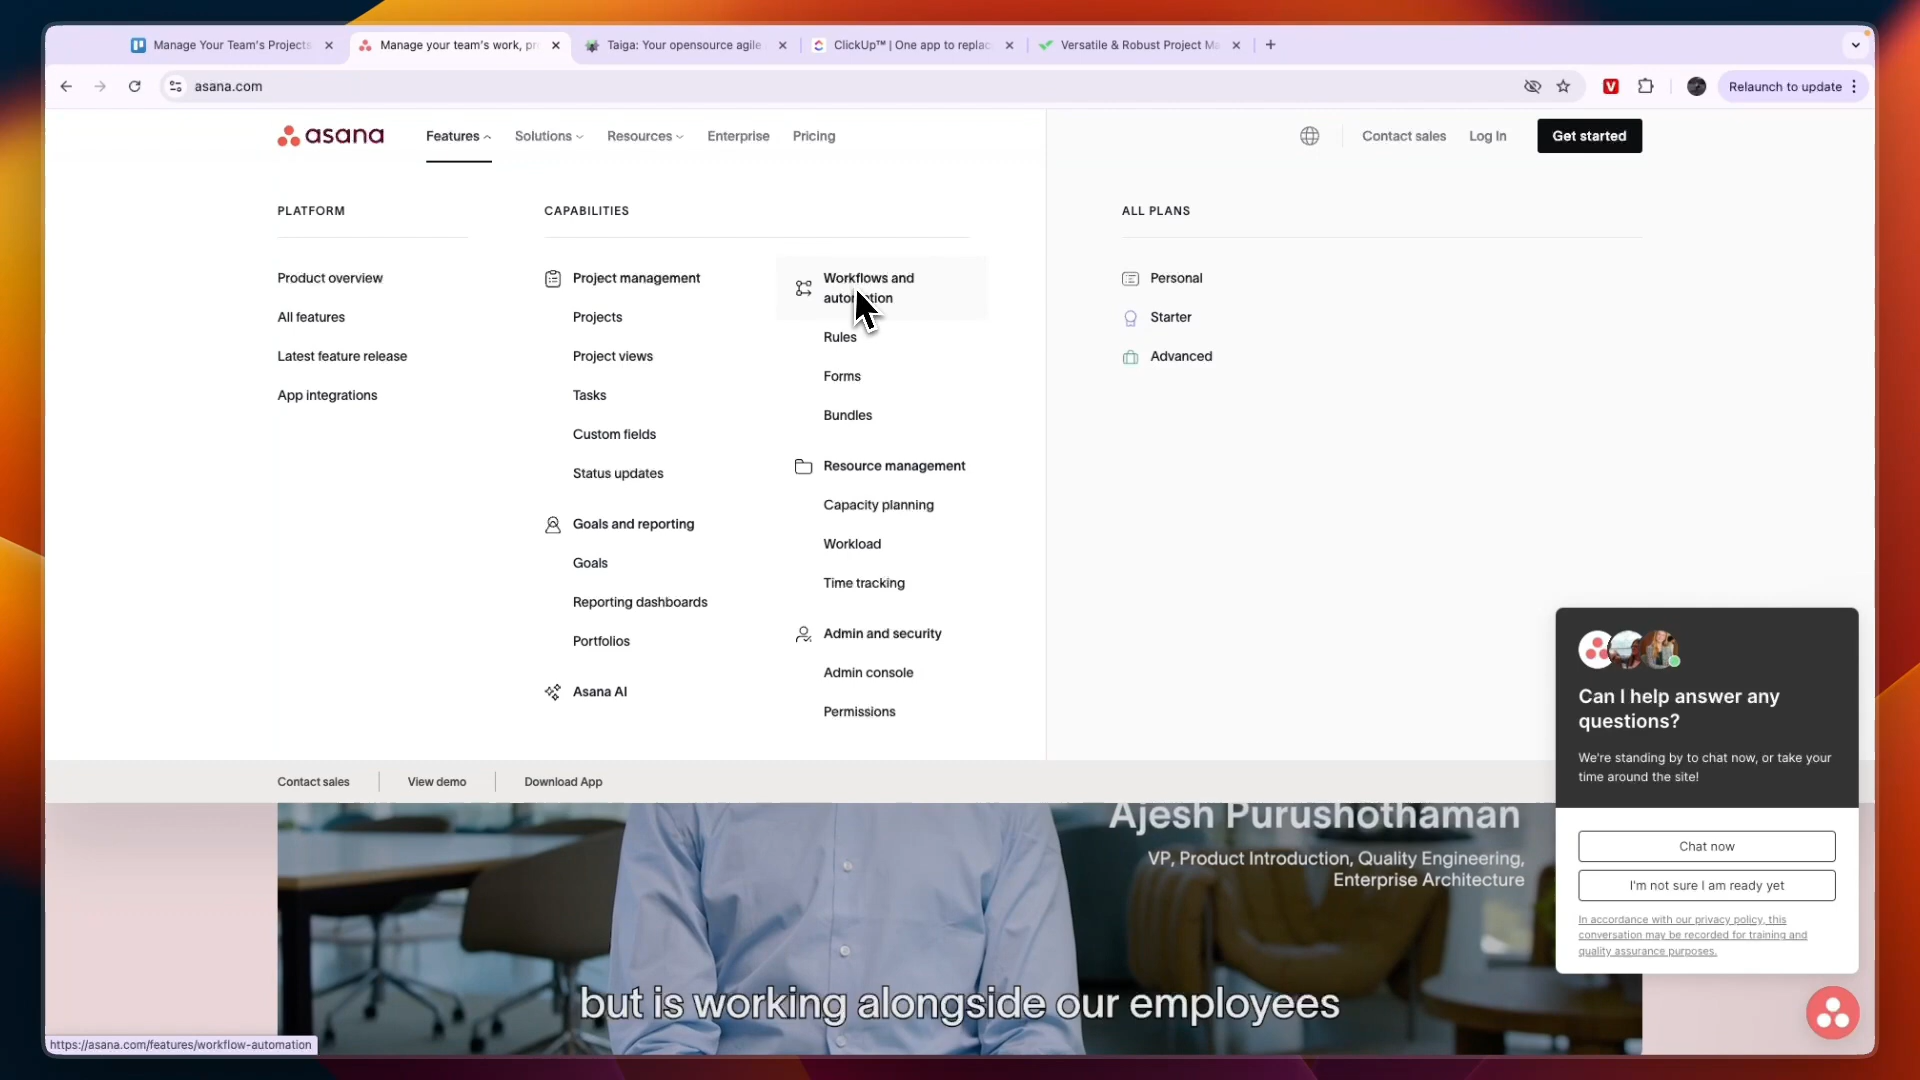 Manage Your Team's Projects
Manage your team's work, pr
Taiga: Your opensource agile
ClickUp™ | One app to replac
Versatile & Robust Project Ma
asana.com
Relaunch to update
asana
Features
Solutions
Resources
Enterprise
Pricing
Contact sales
Log In
Get started
PLATFORM
Product overview
All features
Latest feature release
App integrations
CAPABILITIES
Project management
Projects
Project views
Tasks
Custom fields
Status updates
Goals and reporting
Goals
Reporting dashboards
Portfolios
Asana AI
Workflows and
automation
Rules
Forms
Bundles
Resource management
Capacity planning
Workload
Time tracking
Admin and security
Admin console
Permissions
ALL PLANS
Personal
Starter
Advanced
Contact sales
View demo
Download App
Ajesh Purushothaman
VP, Product Introduction, Quality Engineering,
Enterprise Architecture
but is working alongside our employees
Can I help answer any
questions?
We're standing by to chat now, or take your
time around the site!
Chat now
I'm not sure I am ready yet
In accordance with our privacy policy, this
conversation may be recorded for training and
quality assurance purposes.
https://asana.com/features/workflow-automation